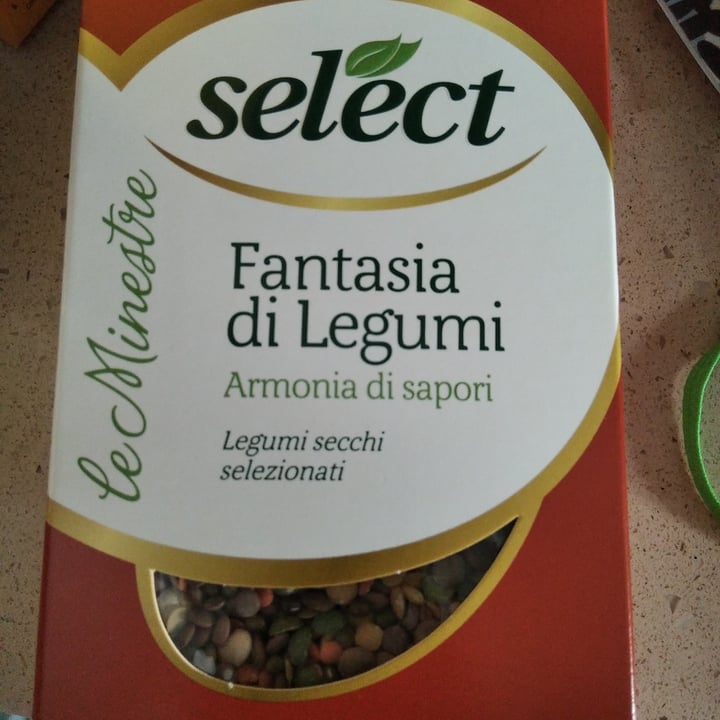 select
le Minestre
Fantasia
di Legumi
Armonia di sapori
Legumi secchi
selezionati